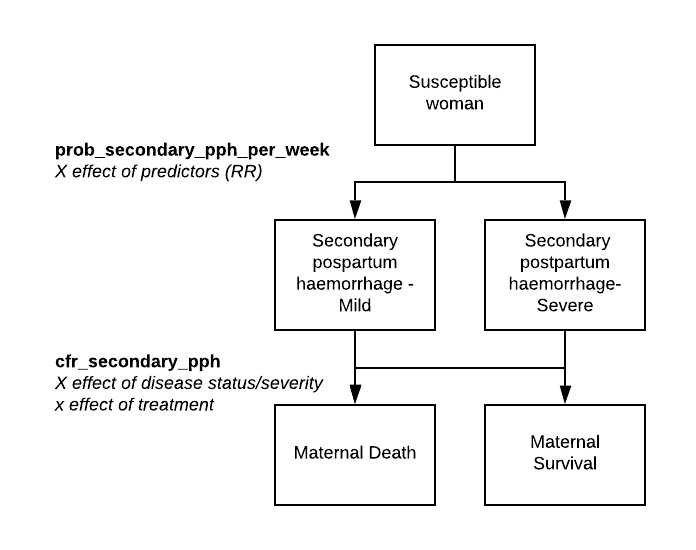 Susceptible
woman
prob_secondary_pph_per_week
X effect of predictors (RR)
Secondary
pospartum
haemorrhage -
Mild
Secondary
postpartum
haemorrhage-
Severe
cfr_secondary_pph
X effect of disease status/severity
x effect of treatment
Maternal Death
Maternal
Survival